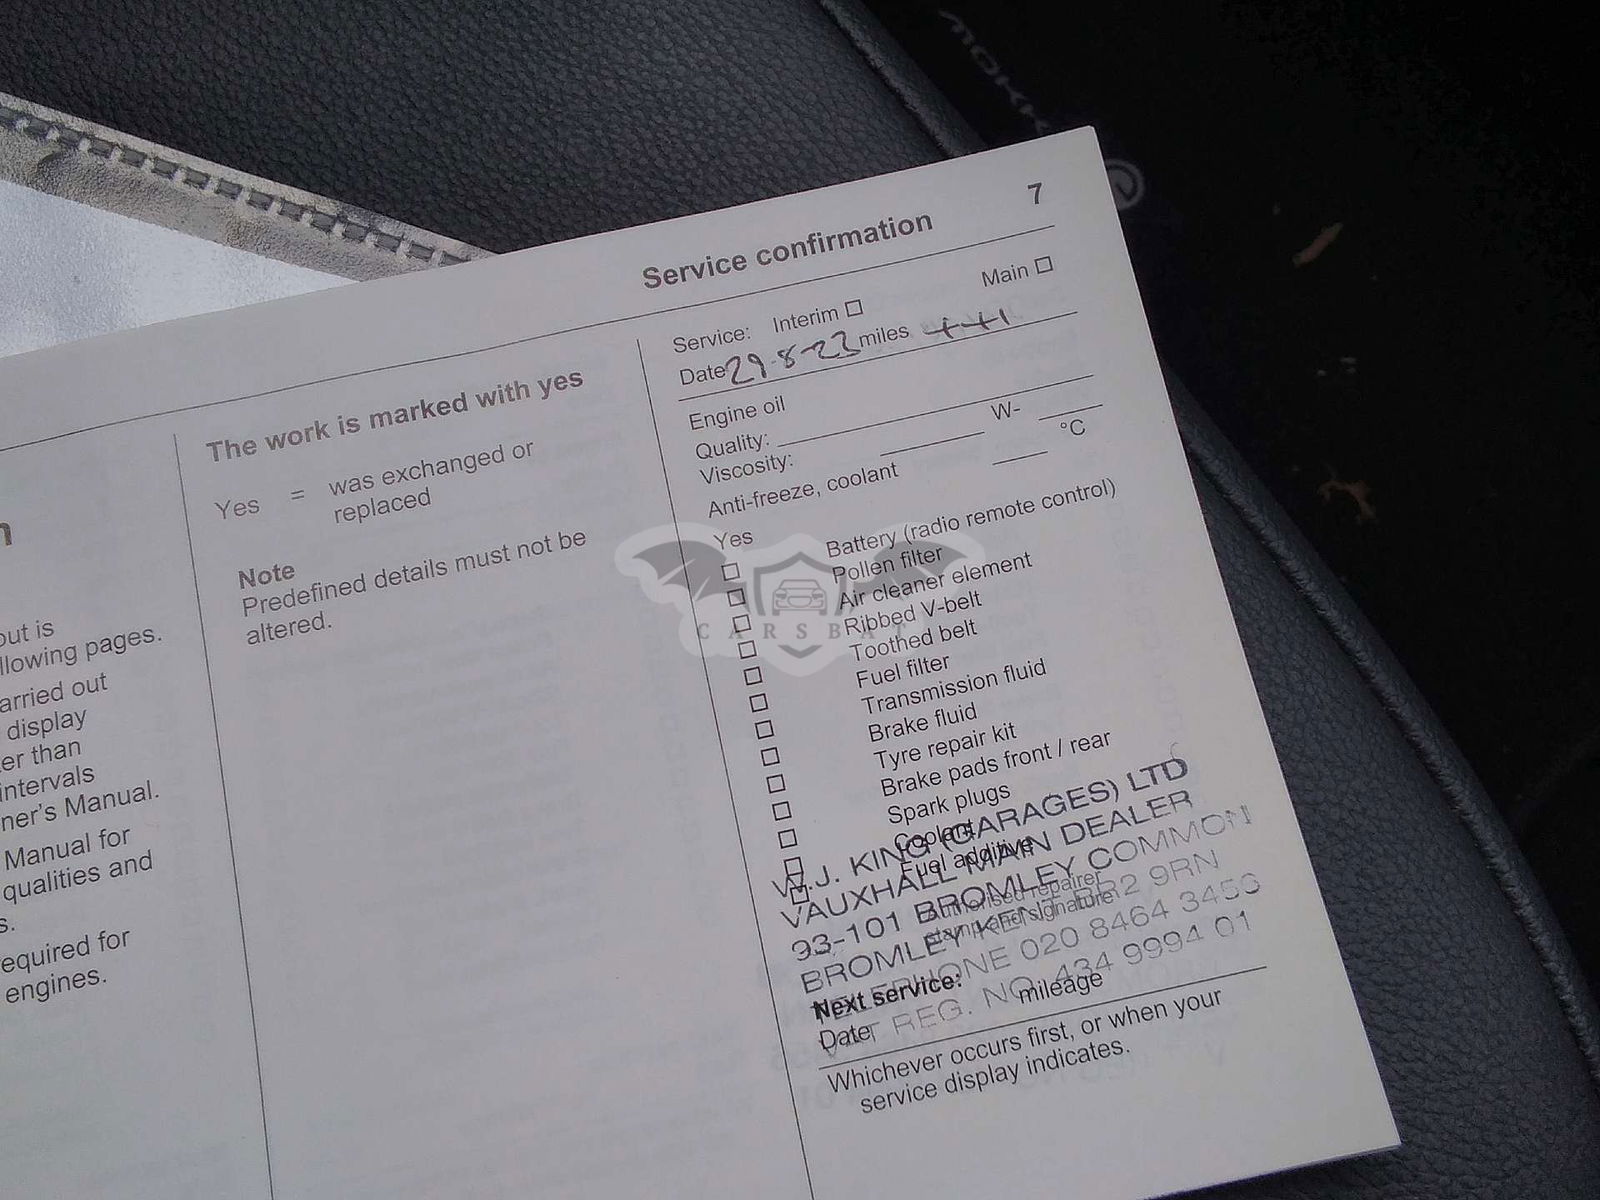 MOKK
7
Service confirmation
n
out is
llowing pages.
arried out
display
er than
intervals
ner's Manual.
Manual for
qualities and
s.
equired for
engines.
The work is marked with yes
Yes = was exchanged or
replaced
Note
Predefined details must not be
altered.
Service: Interim □ Main □
Date 29-8-23 miles
Engine oil
Quality:
Viscosity: W-
Anti-freeze, coolant °C
Yes
□ Battery (radio remote control)
□ Pollen filter
□ Air cleaner element
□ Ribbed V-belt
□ Toothed belt
□ Fuel filter
□ Transmission fluid
□ Brake fluid
□ Tyre repair kit
□ Brake pads front / rear
□ Spark plugs
□ Coolant
□ Fuel additive
Authorised repairer
stamp and signature
W.J. KING (GARAGES) LTD
VAUXHALL MAIN DEALER
93-101 BROMLEY COMMON
BROMLEY KENT BR2 9RN
TELEPHONE 020 8464 3456
VAT REG. NO. 434 9994 01
Next service:
Date mileage
Whichever occurs first, or when your
service display indicates.
CARSBAT